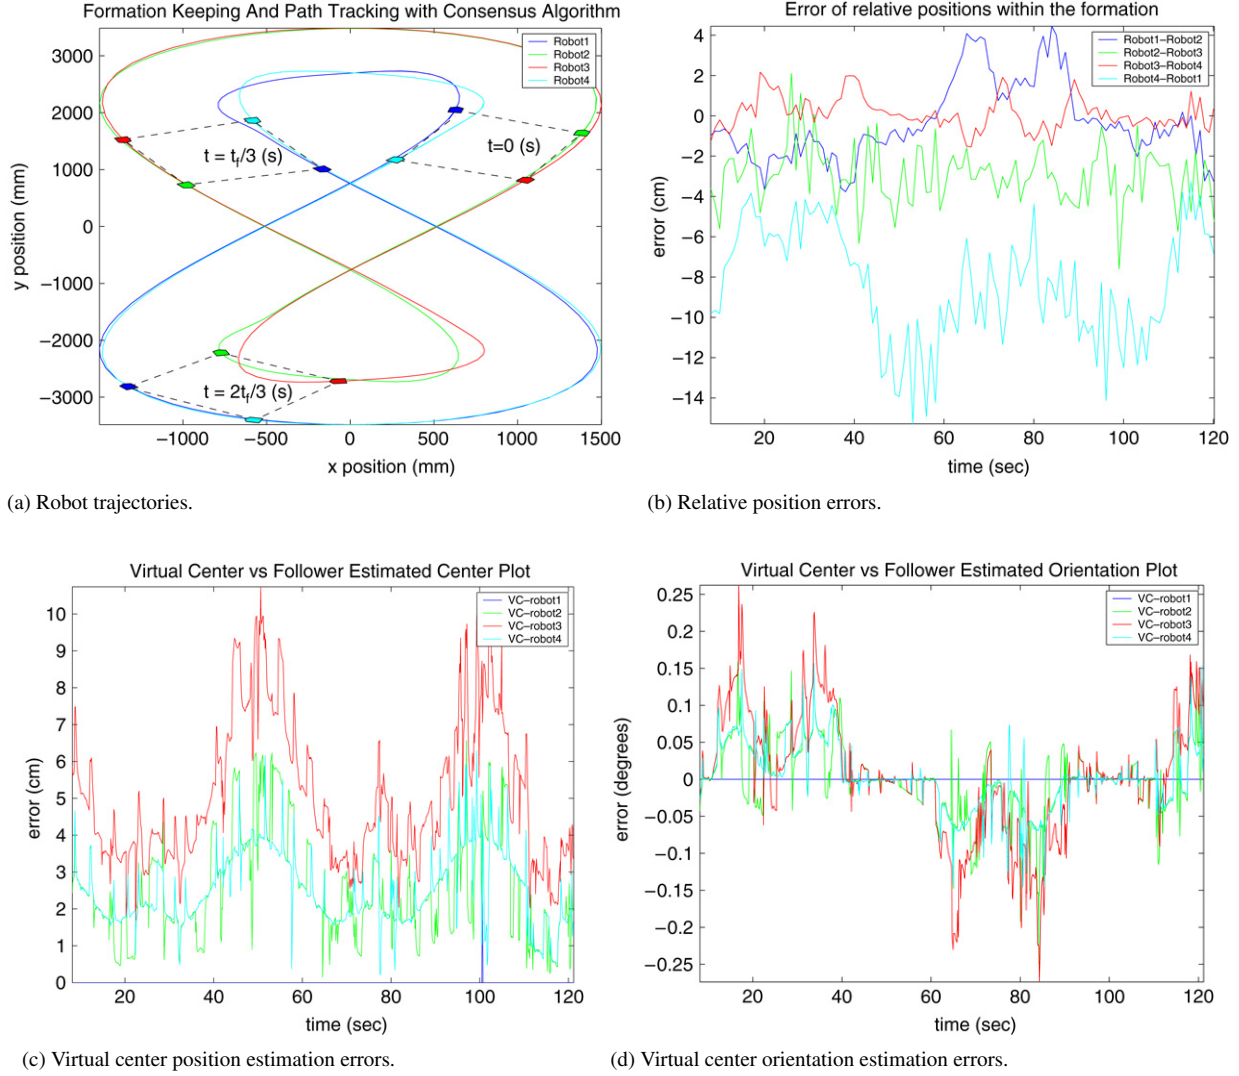 Formation Keeping And Path Tracking with Consensus Algorithm
Robot1
Robot2
Robot3
Robot4
3000
2000
1000
0
−1000
−2000
−3000
y position (mm)
t = tf/3 (s)
t=0 (s)
t = 2tf/3 (s)
−1000 −500 0 500 1000 1500
x position (mm)
(a) Robot trajectories.
Error of relative positions within the formation
Robot1−Robot2
Robot2−Robot3
Robot3−Robot4
Robot4−Robot1
4
2
0
−2
−4
−6
−8
−10
−12
−14
error (cm)
20 40 60 80 100 120
time (sec)
(b) Relative position errors.
Virtual Center vs Follower Estimated Center Plot
VC−robot1
VC−robot2
VC−robot3
VC−robot4
10
9
8
7
6
5
4
3
2
1
0
error (cm)
20 40 60 80 100 120
time (sec)
(c) Virtual center position estimation errors.
Virtual Center vs Follower Estimated Orientation Plot
VC−robot1
VC−robot2
VC−robot3
VC−robot4
0.25
0.2
0.15
0.1
0.05
0
−0.05
−0.1
−0.15
−0.2
−0.25
error (degrees)
20 40 60 80 100 120
time (sec)
(d) Virtual center orientation estimation errors.